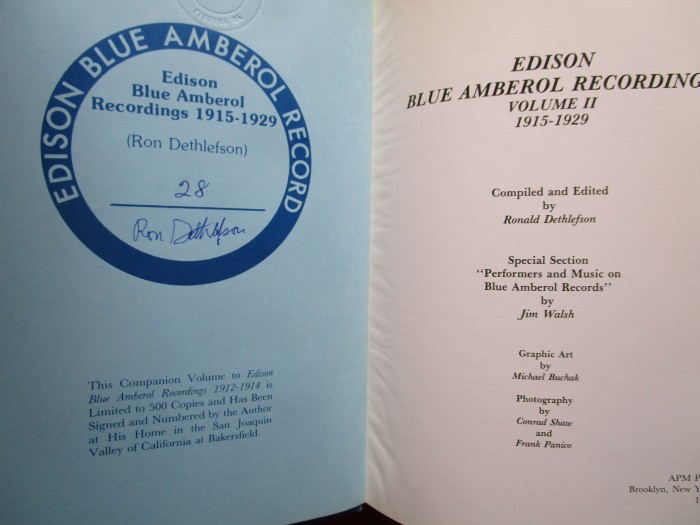 EDISON BLUE AMBEROL RECORD
Edison
Blue Amberol
Recordings 1915-1929
(Ron Dethlefson)
28
Ron Dethlefson
This Companion Volume to Edison
Blue Amberol Recordings 1912-1914 is
Limited to 500 Copies and Has Been
Signed and Numbered by the Author
at His Home in the San Joaquin
Valley of California at Bakersfield.
EDISON
BLUE AMBEROL RECORDING
VOLUME II
1915-1929
Compiled and Edited
by
Ronald Dethlefson
Special Section
"Performers and Music on
Blue Amberol Records"
by
Jim Walsh
Graphic Art
by
Michael Buchak
Photography
by
Conrad Shaw
and
Frank Panico
APM P
Brooklyn, New Y
1